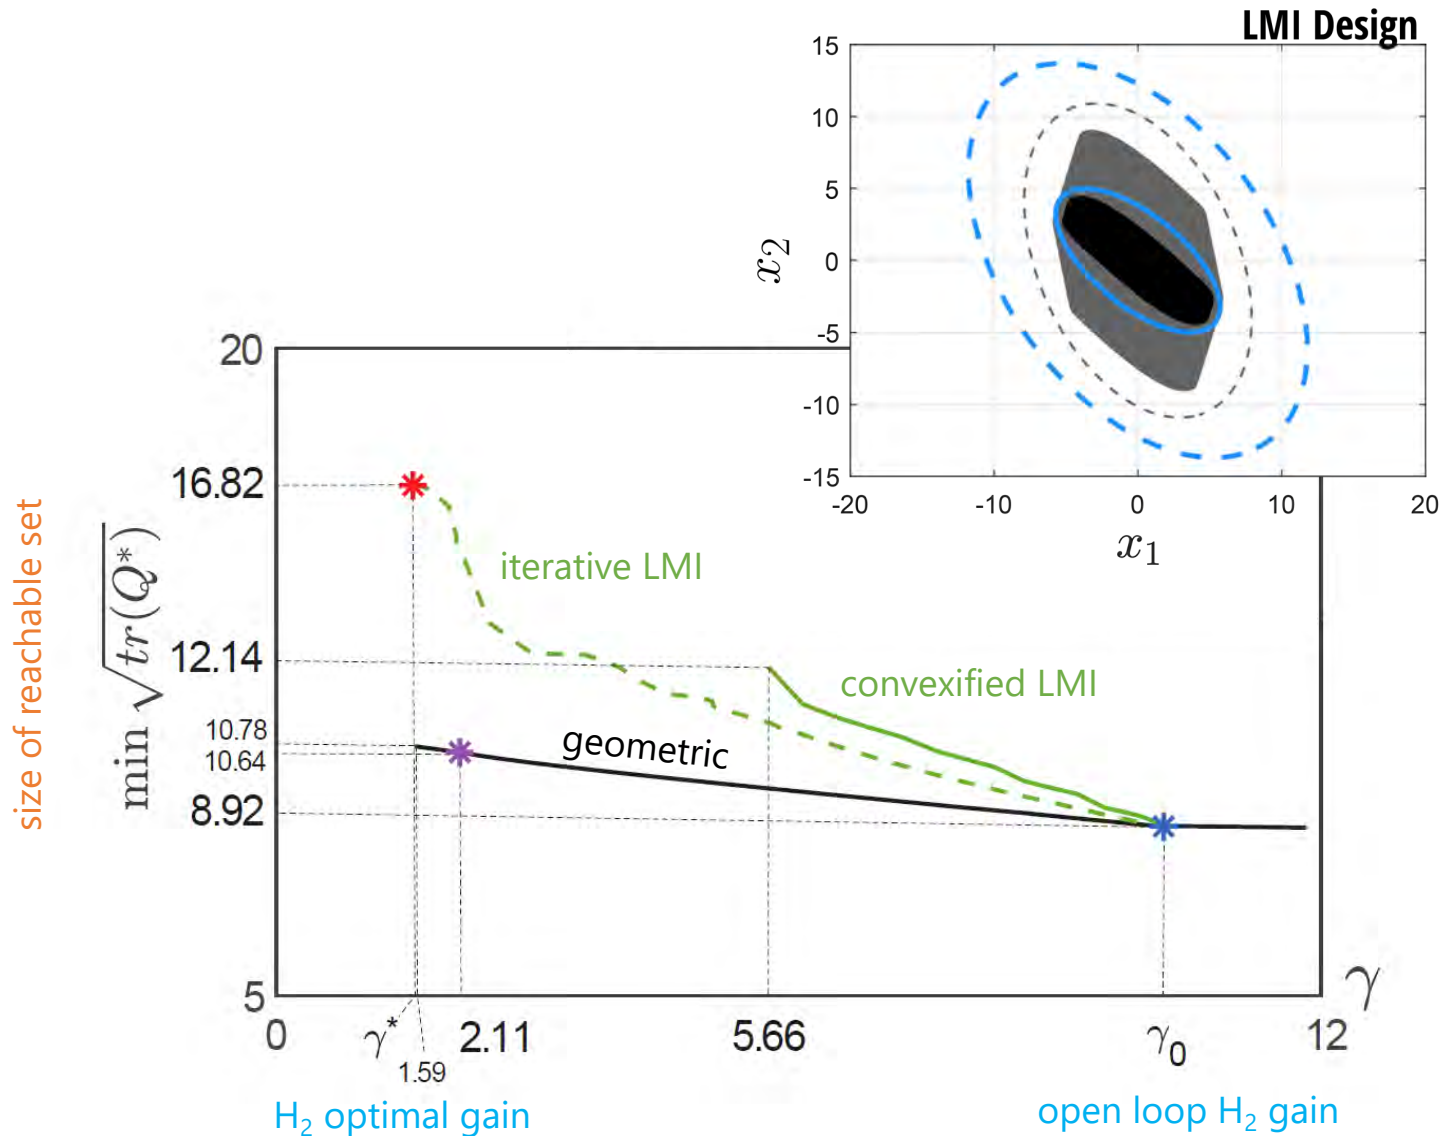 LMI Design
15
10
5
0
-5
-10
-15
x2
-20 -10 0 10 20
x1
size of reachable set
min √tr(Q*)
20
16.82
12.14
10.78
10.64
8.92
5
iterative LMI
convexified LMI
geometric
γ
0 γ* 2.11 5.66 γ0 12
1.59
H2 optimal gain
open loop H2 gain